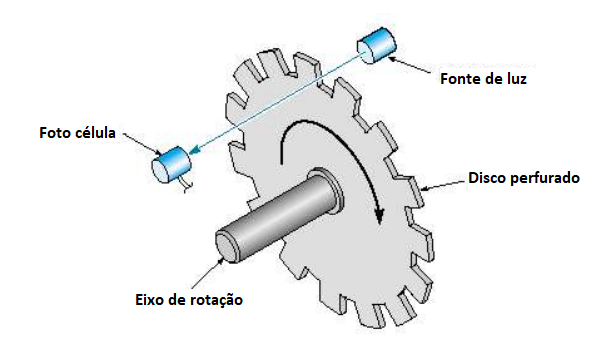 Fonte de luz
Foto célula
Disco perfurado
Eixo de rotação